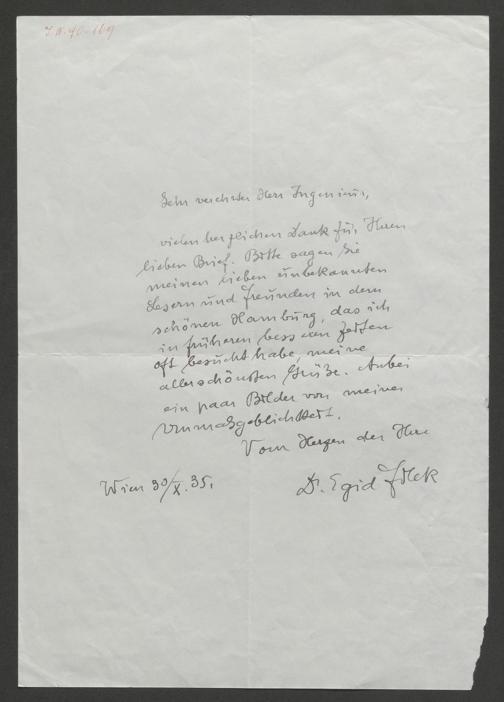 Sehr verehrter Herr Ingenieur,
vielen herzlichen Dank für Ihren
lieben Brief. Bitte sagen Sie
meinen lieben unbekannten
Lesern und Freunden in dem
schönen Hamburg, das ich
in früheren besseren Zeiten
oft besucht habe, meine
allerschönsten Grüße. Anbei
ein paar Bilder von meiner
Unmaßgeblichkeit.
Vom Herzen der Ihre
Wien 30/X. 35.
Dr. Egid Filek